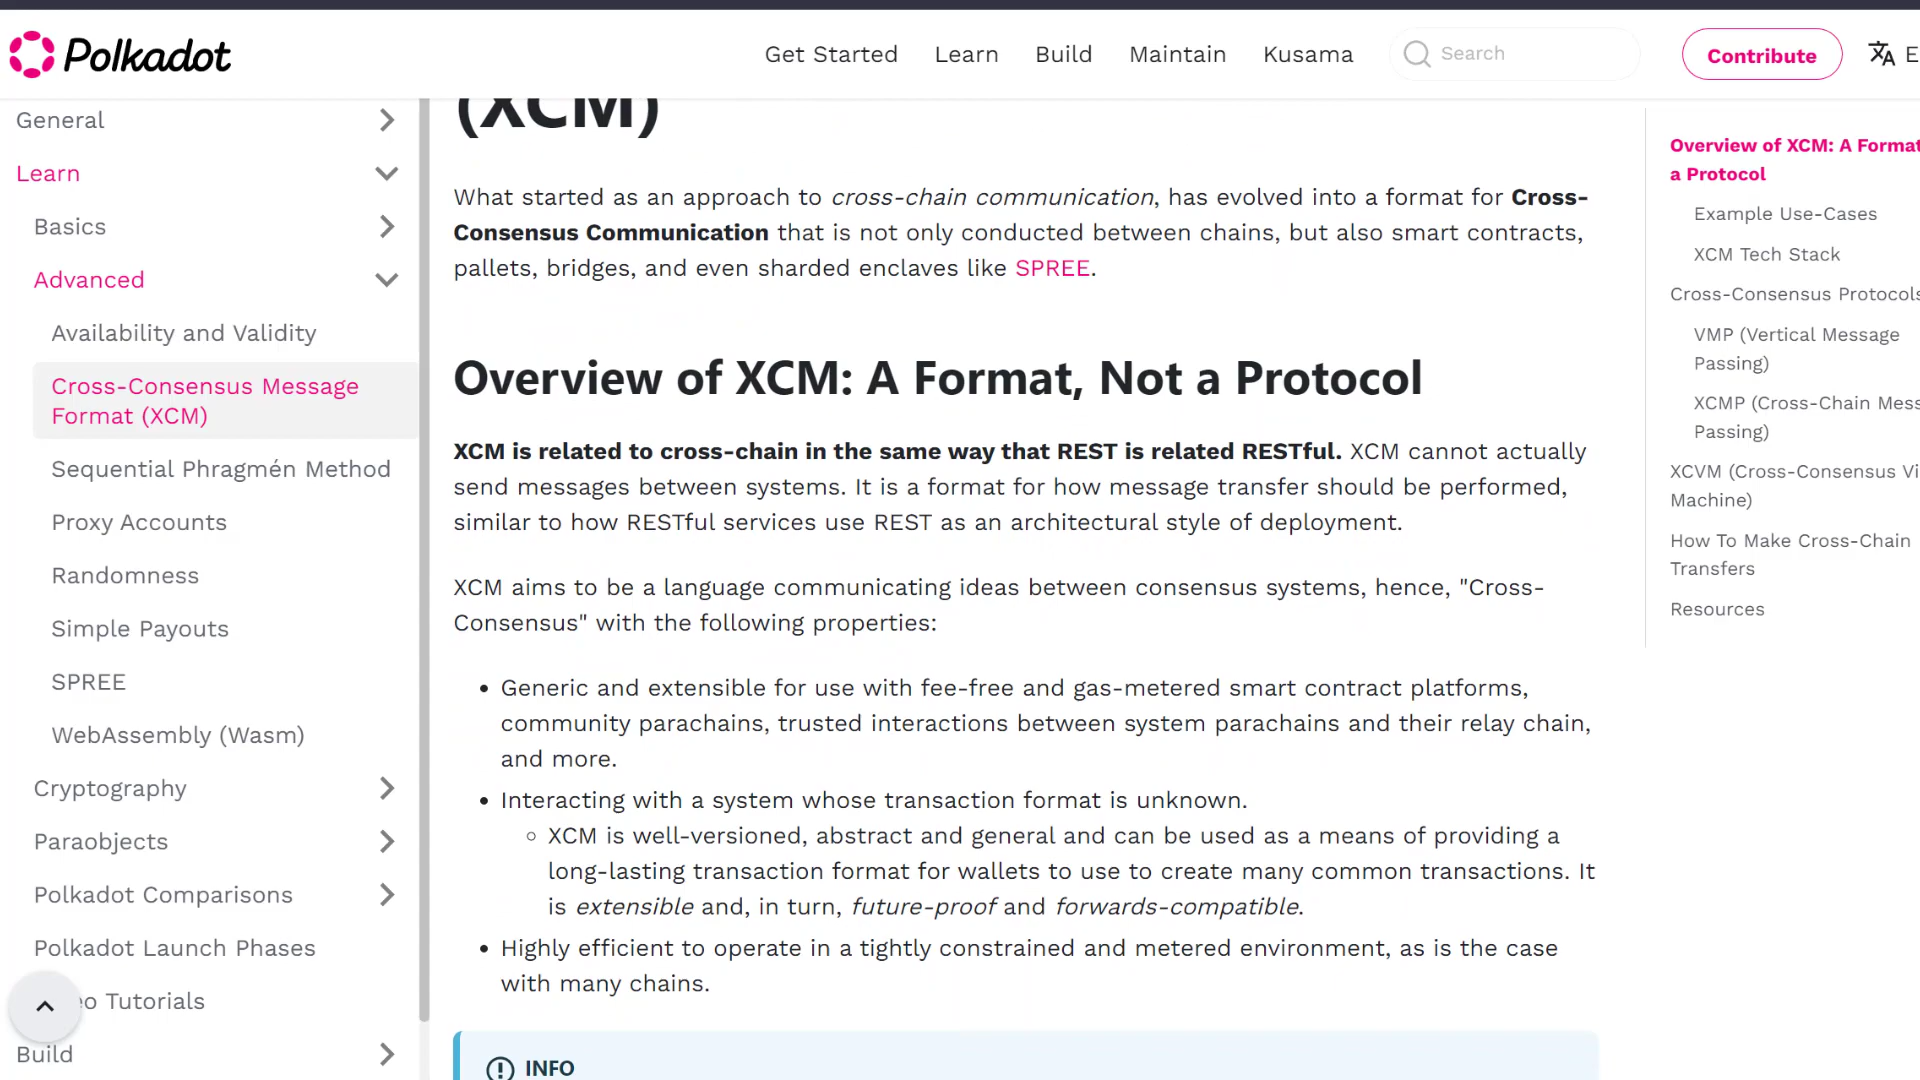 Polkadot
Get Started
Learn
Build
Maintain
Kusama
Search
Contribute
E
General
Learn
Basics
Advanced
Availability and Validity
Cross-Consensus Message
Format (XCM)
Sequential Phragmén Method
Proxy Accounts
Randomness
Simple Payouts
SPREE
WebAssembly (Wasm)
Cryptography
Paraobjects
Polkadot Comparisons
Polkadot Launch Phases
eo Tutorials
Build
(XCM)
What started as an approach to cross-chain communication, has evolved into a format for Cross-
Consensus Communication that is not only conducted between chains, but also smart contracts,
pallets, bridges, and even sharded enclaves like SPREE.
Overview of XCM: A Format, Not a Protocol
XCM is related to cross-chain in the same way that REST is related RESTful. XCM cannot actually
send messages between systems. It is a format for how message transfer should be performed,
similar to how RESTful services use REST as an architectural style of deployment.
XCM aims to be a language communicating ideas between consensus systems, hence, "Cross-
Consensus" with the following properties:
• Generic and extensible for use with fee-free and gas-metered smart contract platforms,
community parachains, trusted interactions between system parachains and their relay chain,
and more.
• Interacting with a system whose transaction format is unknown.
○ XCM is well-versioned, abstract and general and can be used as a means of providing a
long-lasting transaction format for wallets to use to create many common transactions. It
is extensible and, in turn, future-proof and forwards-compatible.
• Highly efficient to operate in a tightly constrained and metered environment, as is the case
with many chains.
INFO
Overview of XCM: A Format
a Protocol
Example Use-Cases
XCM Tech Stack
Cross-Consensus Protocols
VMP (Vertical Message
Passing)
XCMP (Cross-Chain Mess
Passing)
XCVM (Cross-Consensus Vi
Machine)
How To Make Cross-Chain
Transfers
Resources